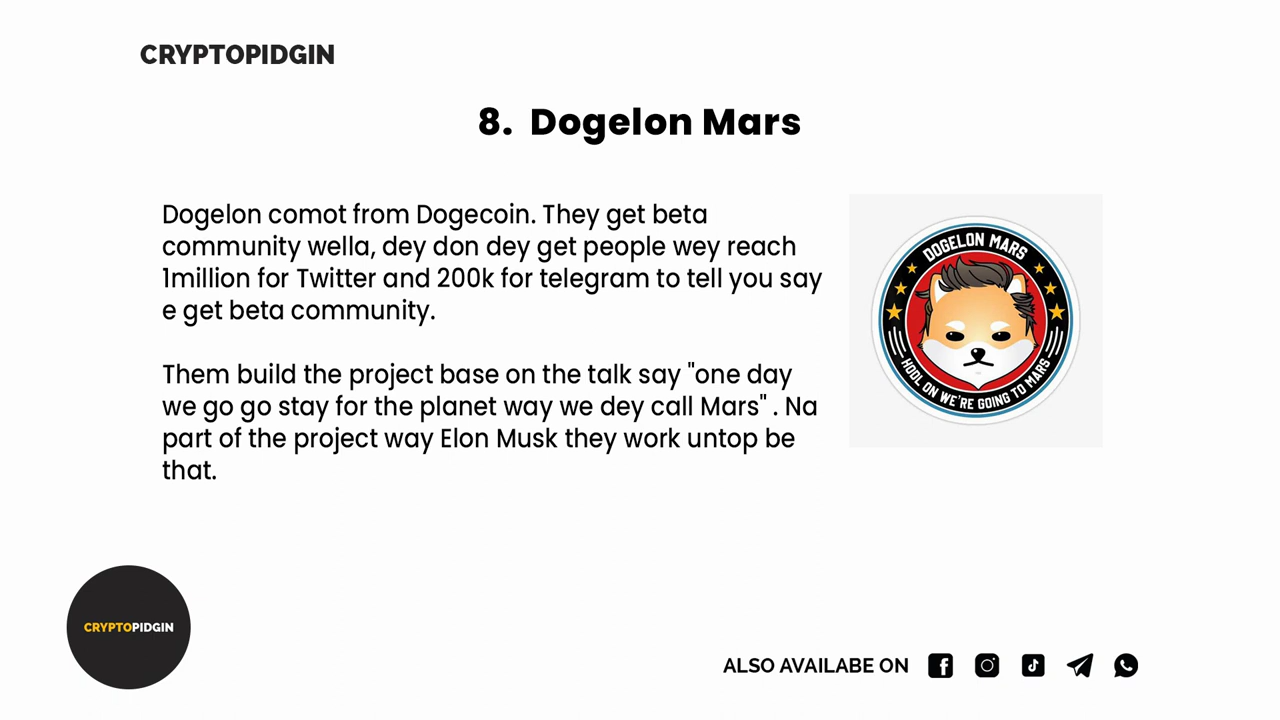 CRYPTOPIDGIN
8. Dogelon Mars
Dogelon comot from Dogecoin. They get beta
community wella, dey don dey get people wey reach
1million for Twitter and 200k for telegram to tell you say
e get beta community.
Them build the project base on the talk say "one day
we go go stay for the planet way we dey call Mars" . Na
part of the project way Elon Musk they work untop be
that.
DOGELON MARS
HODL ON WE'RE GOING TO MARS
CRYPTOPIDGIN
ALSO AVAILABE ON